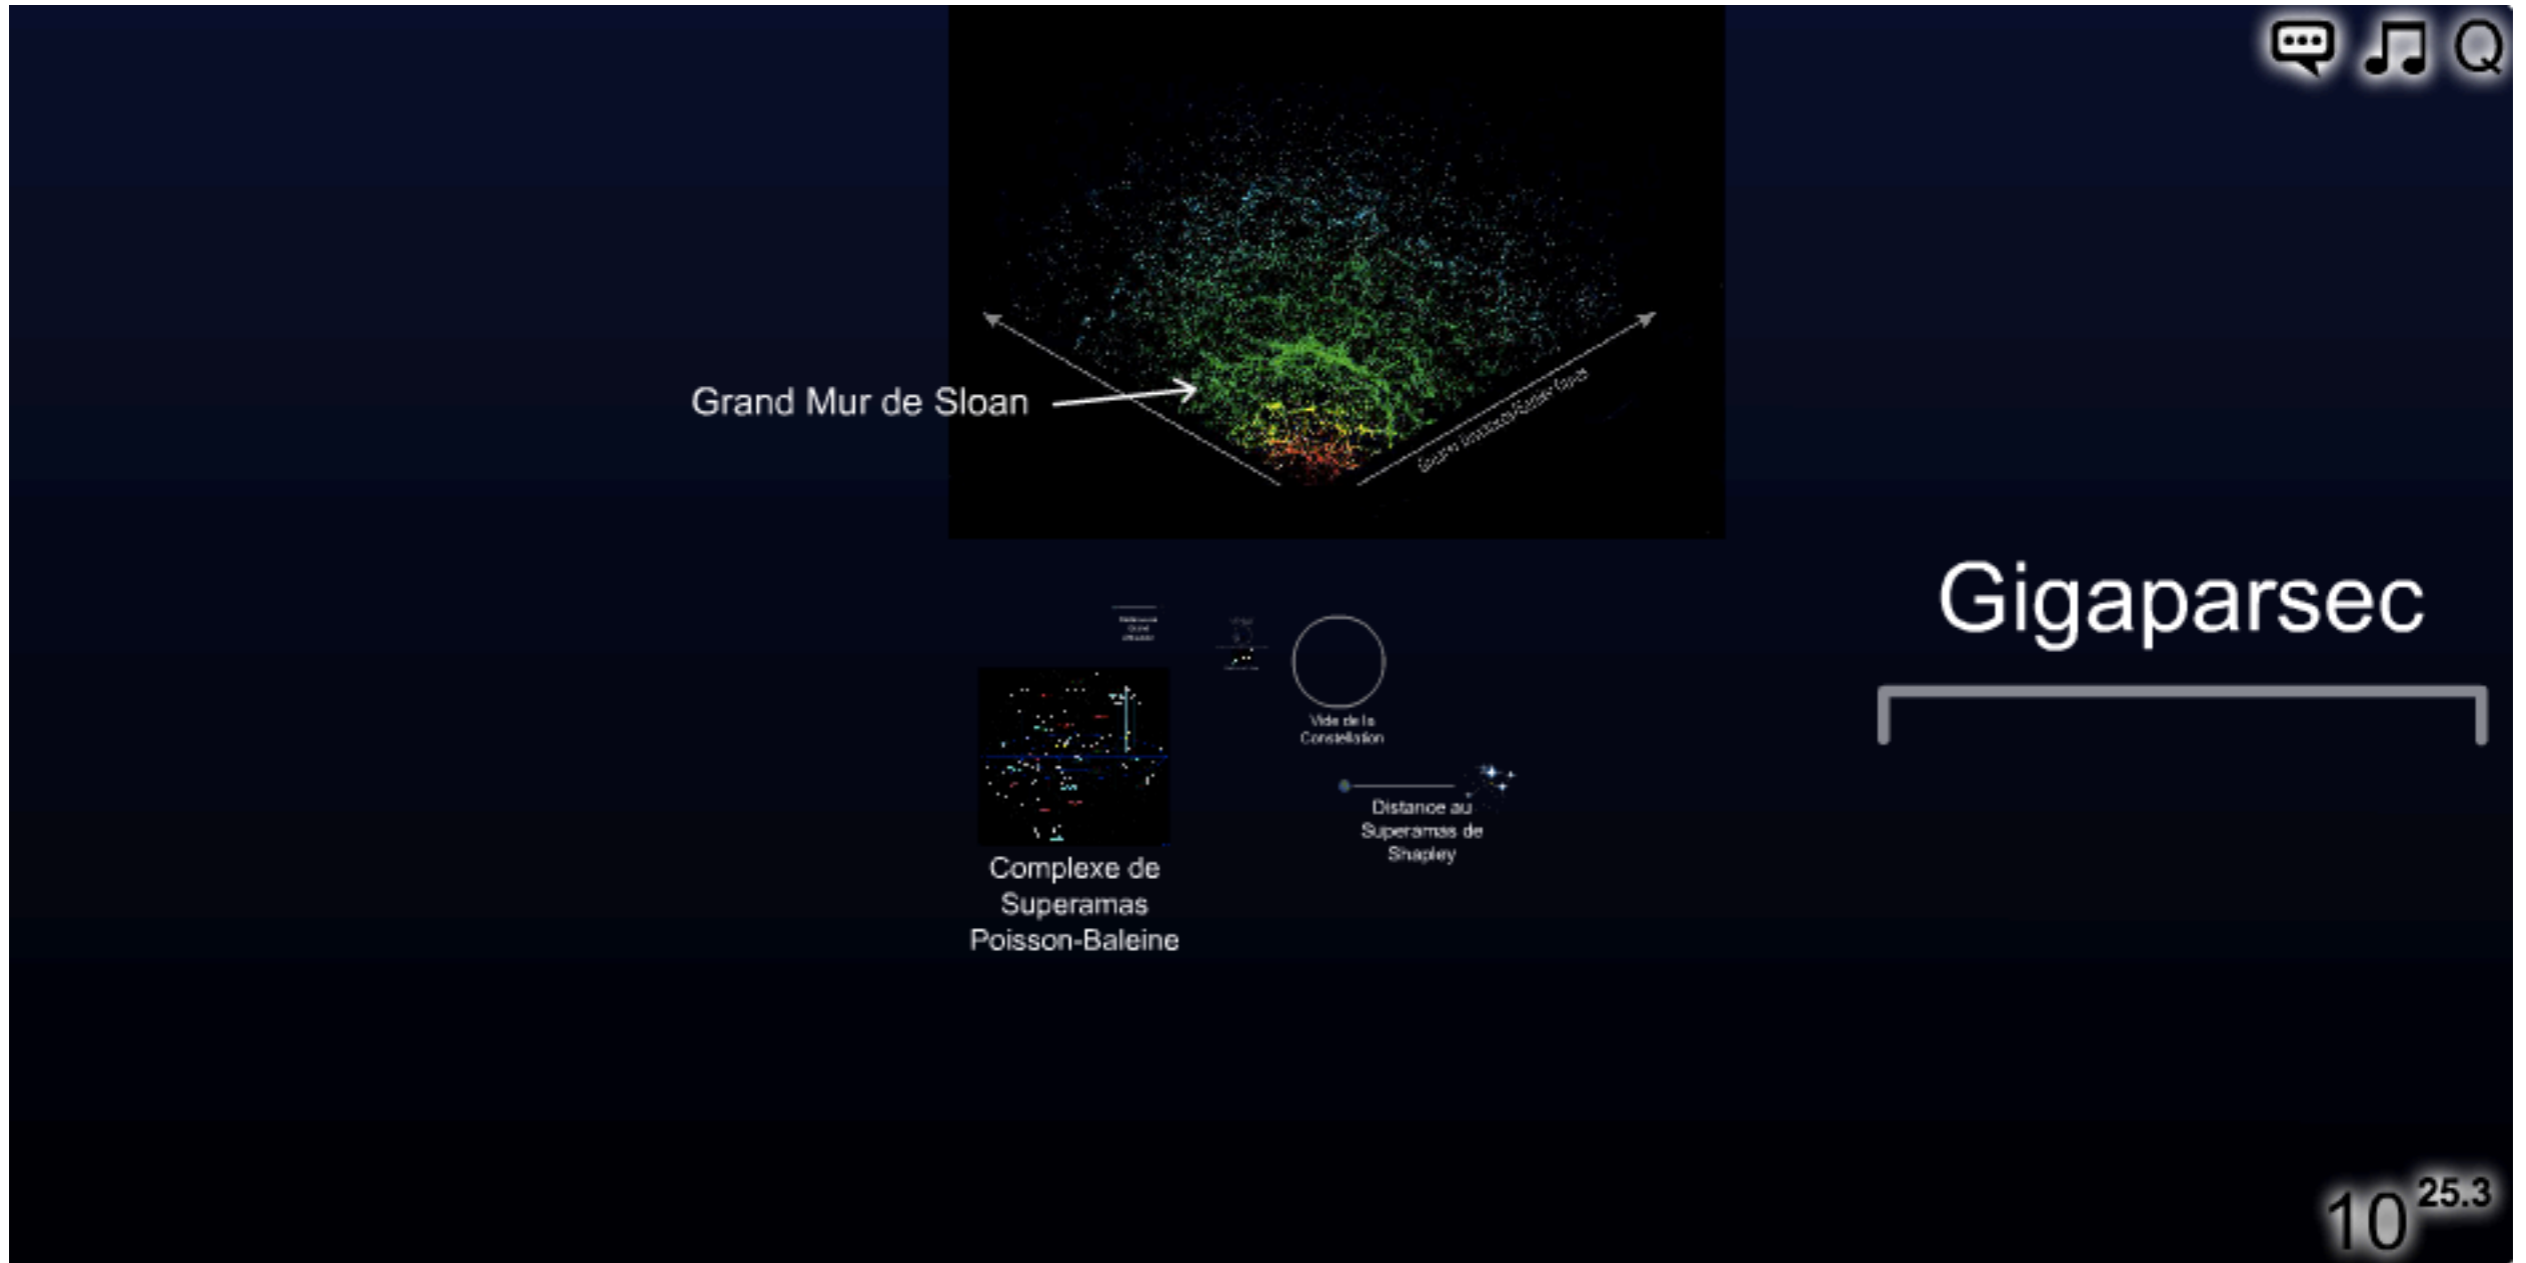 Q
Grand Mur de Sloan
Gigaparsec
Vide de la
Constellation
Distance au
Superamas de
Shapley
Complexe de
Superamas
Poisson-Baleine
10^25.3